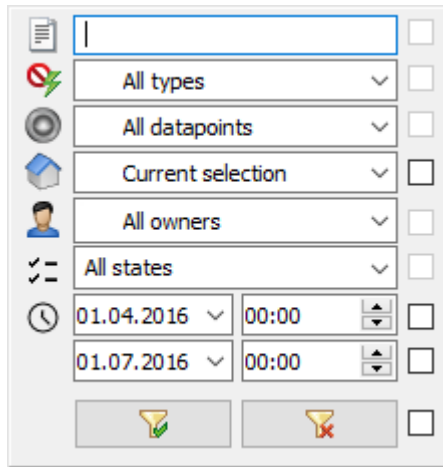 All types
All datapoints
Current selection
All owners
All states
01.04.2016 00:00
01.07.2016 00:00